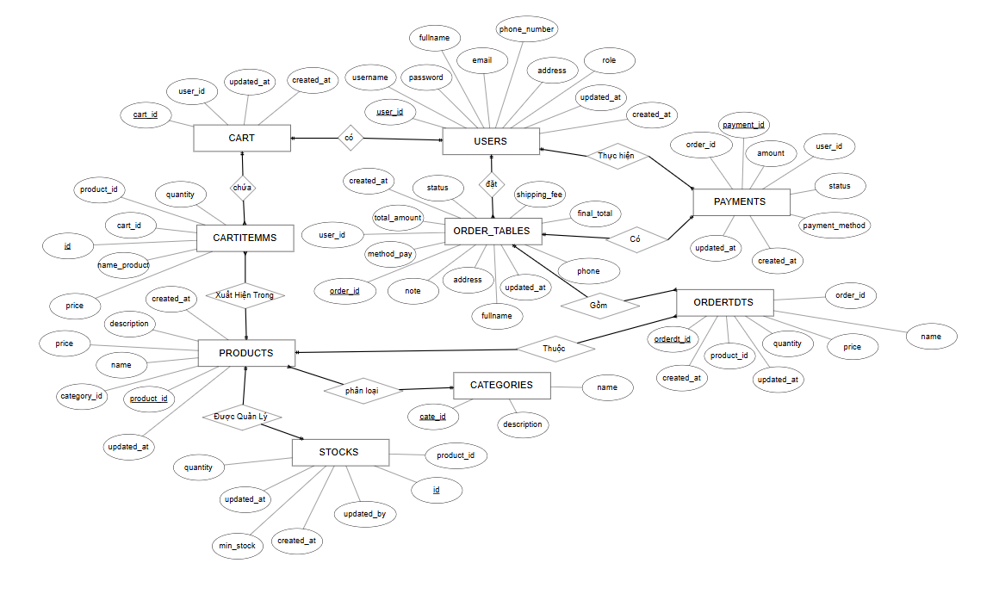 phone_number
fullname
email
role
address
username
password
updated_at
created_at
user_id
updated_at
created_at
user_id
cart_id
CART
có
USERS
created_at
payment_id
order_id
amount
user_id
status
payment_method
Thực hiện
PAYMENTS
updated_at
created_at
chứa
đặt
product_id
quantity
cart_id
id
name_product
price
CARTITEMMS
created_at
status
shipping_fee
total_amount
final_total
user_id
ORDER_TABLES
Có
method_pay
order_id
note
address
updated_at
phone
fullname
Gồm
Xuất Hiện Trong
ORDERTDTS
order_id
name
price
quantity
orderdt_id
product_id
created_at
updated_at
created_at
description
price
name
category_id
product_id
updated_at
PRODUCTS
Thuộc
phân loại
CATEGORIES
name
cate_id
description
Được Quản Lý
STOCKS
product_id
id
quantity
updated_at
updated_by
min_stock
created_at